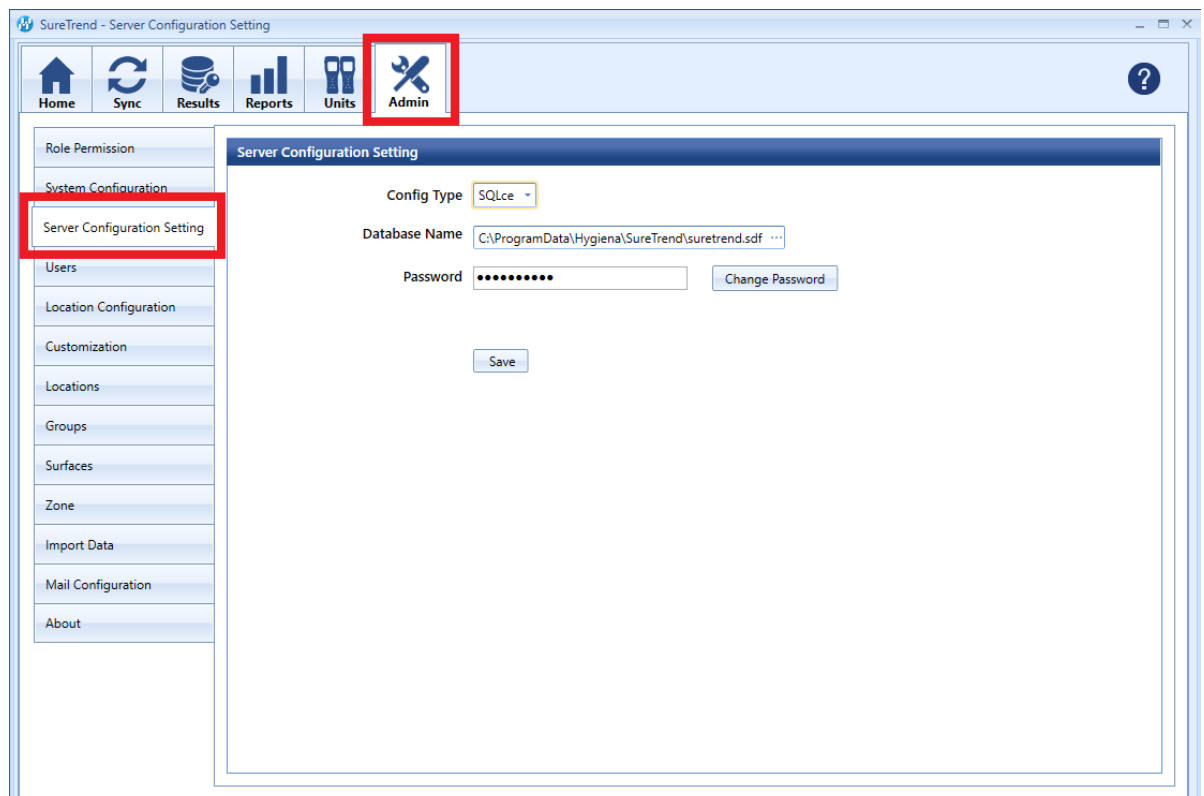 SureTrend - Server Configuration Setting
Home Sync Results Reports Units Admin
Role Permission
System Configuration
Server Configuration Setting
Users
Location Configuration
Customization
Locations
Groups
Surfaces
Zone
Import Data
Mail Configuration
About
Server Configuration Setting
Config Type SQLce
Database Name C:\ProgramData\Hygiena\SureTrend\suretrend.sdf ...
Password ●●●●●●●●●● Change Password
Save